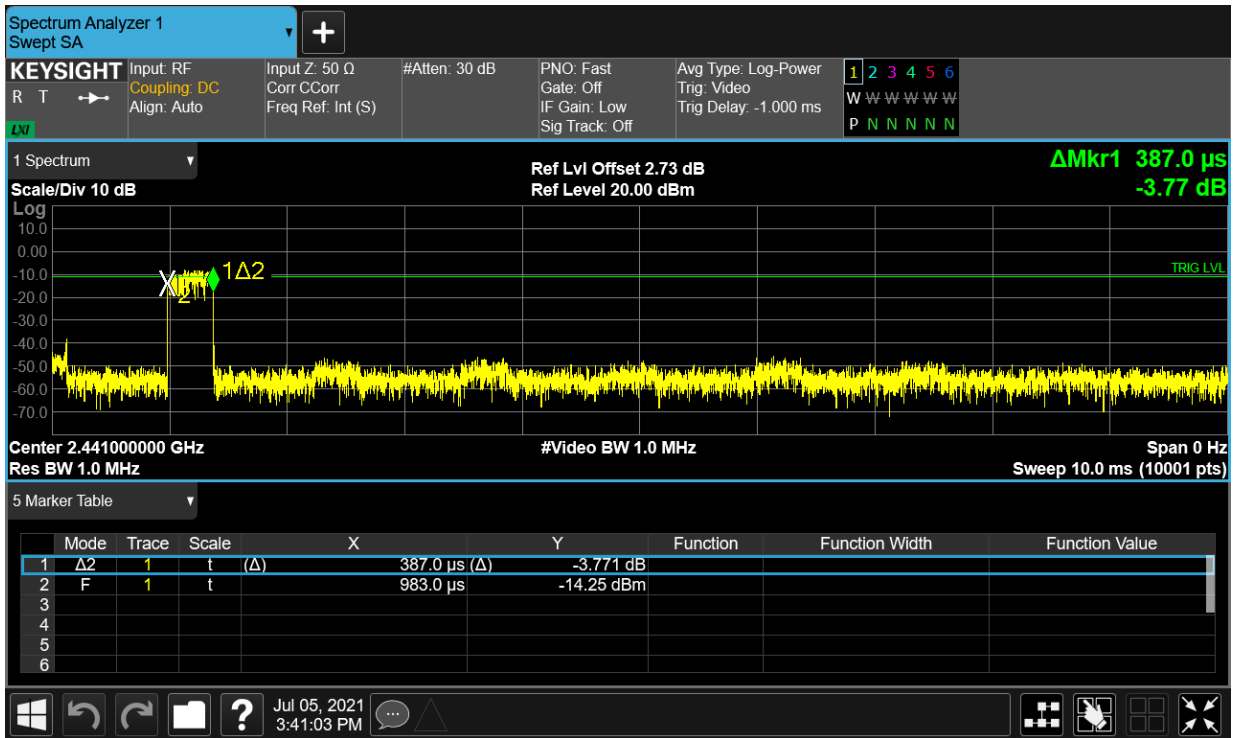 Spectrum Analyzer 1
Swept SA
▼
+
KEYSIGHT
R T
LXI
Input: RF
Coupling: DC
Align: Auto
Input Z: 50 Ω
Corr CCorr
Freq Ref: Int (S)
#Atten: 30 dB
PNO: Fast
Gate: Off
IF Gain: Low
Sig Track: Off
Avg Type: Log-Power
Trig: Video
Trig Delay: -1.000 ms
1 2 3 4 5 6
W W W W W W
P N N N N N
1 Spectrum ▼
Scale/Div 10 dB
Ref Lvl Offset 2.73 dB
Ref Level 20.00 dBm
ΔMkr1 387.0 µs
-3.77 dB
Log
10.0
0.00
-10.0
-20.0
-30.0
-40.0
-50.0
-60.0
-70.0
X
2
1Δ2
TRIG LVL
Center 2.441000000 GHz
Res BW 1.0 MHz
#Video BW 1.0 MHz
Span 0 Hz
Sweep 10.0 ms (10001 pts)
5 Marker Table ▼
Mode Trace Scale X Y Function Function Width Function Value
1 Δ2 1 t (Δ) 387.0 µs (Δ) -3.771 dB
2 F 1 t 983.0 µs -14.25 dBm
3
4
5
6
?
Jul 05, 2021
3:41:03 PM